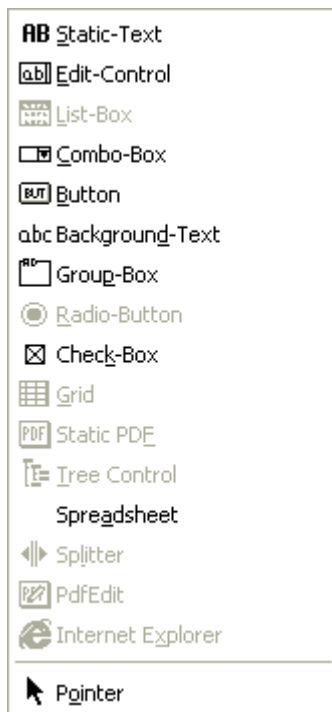 AB Static-Text
ab Edit-Control
List-Box
Combo-Box
BUT Button
abc Background-Text
Group-Box
Radio-Button
Check-Box
Grid
PDF Static PDF
Tree Control
Spreadsheet
Splitter
PdfEdit
Internet Explorer
Pointer